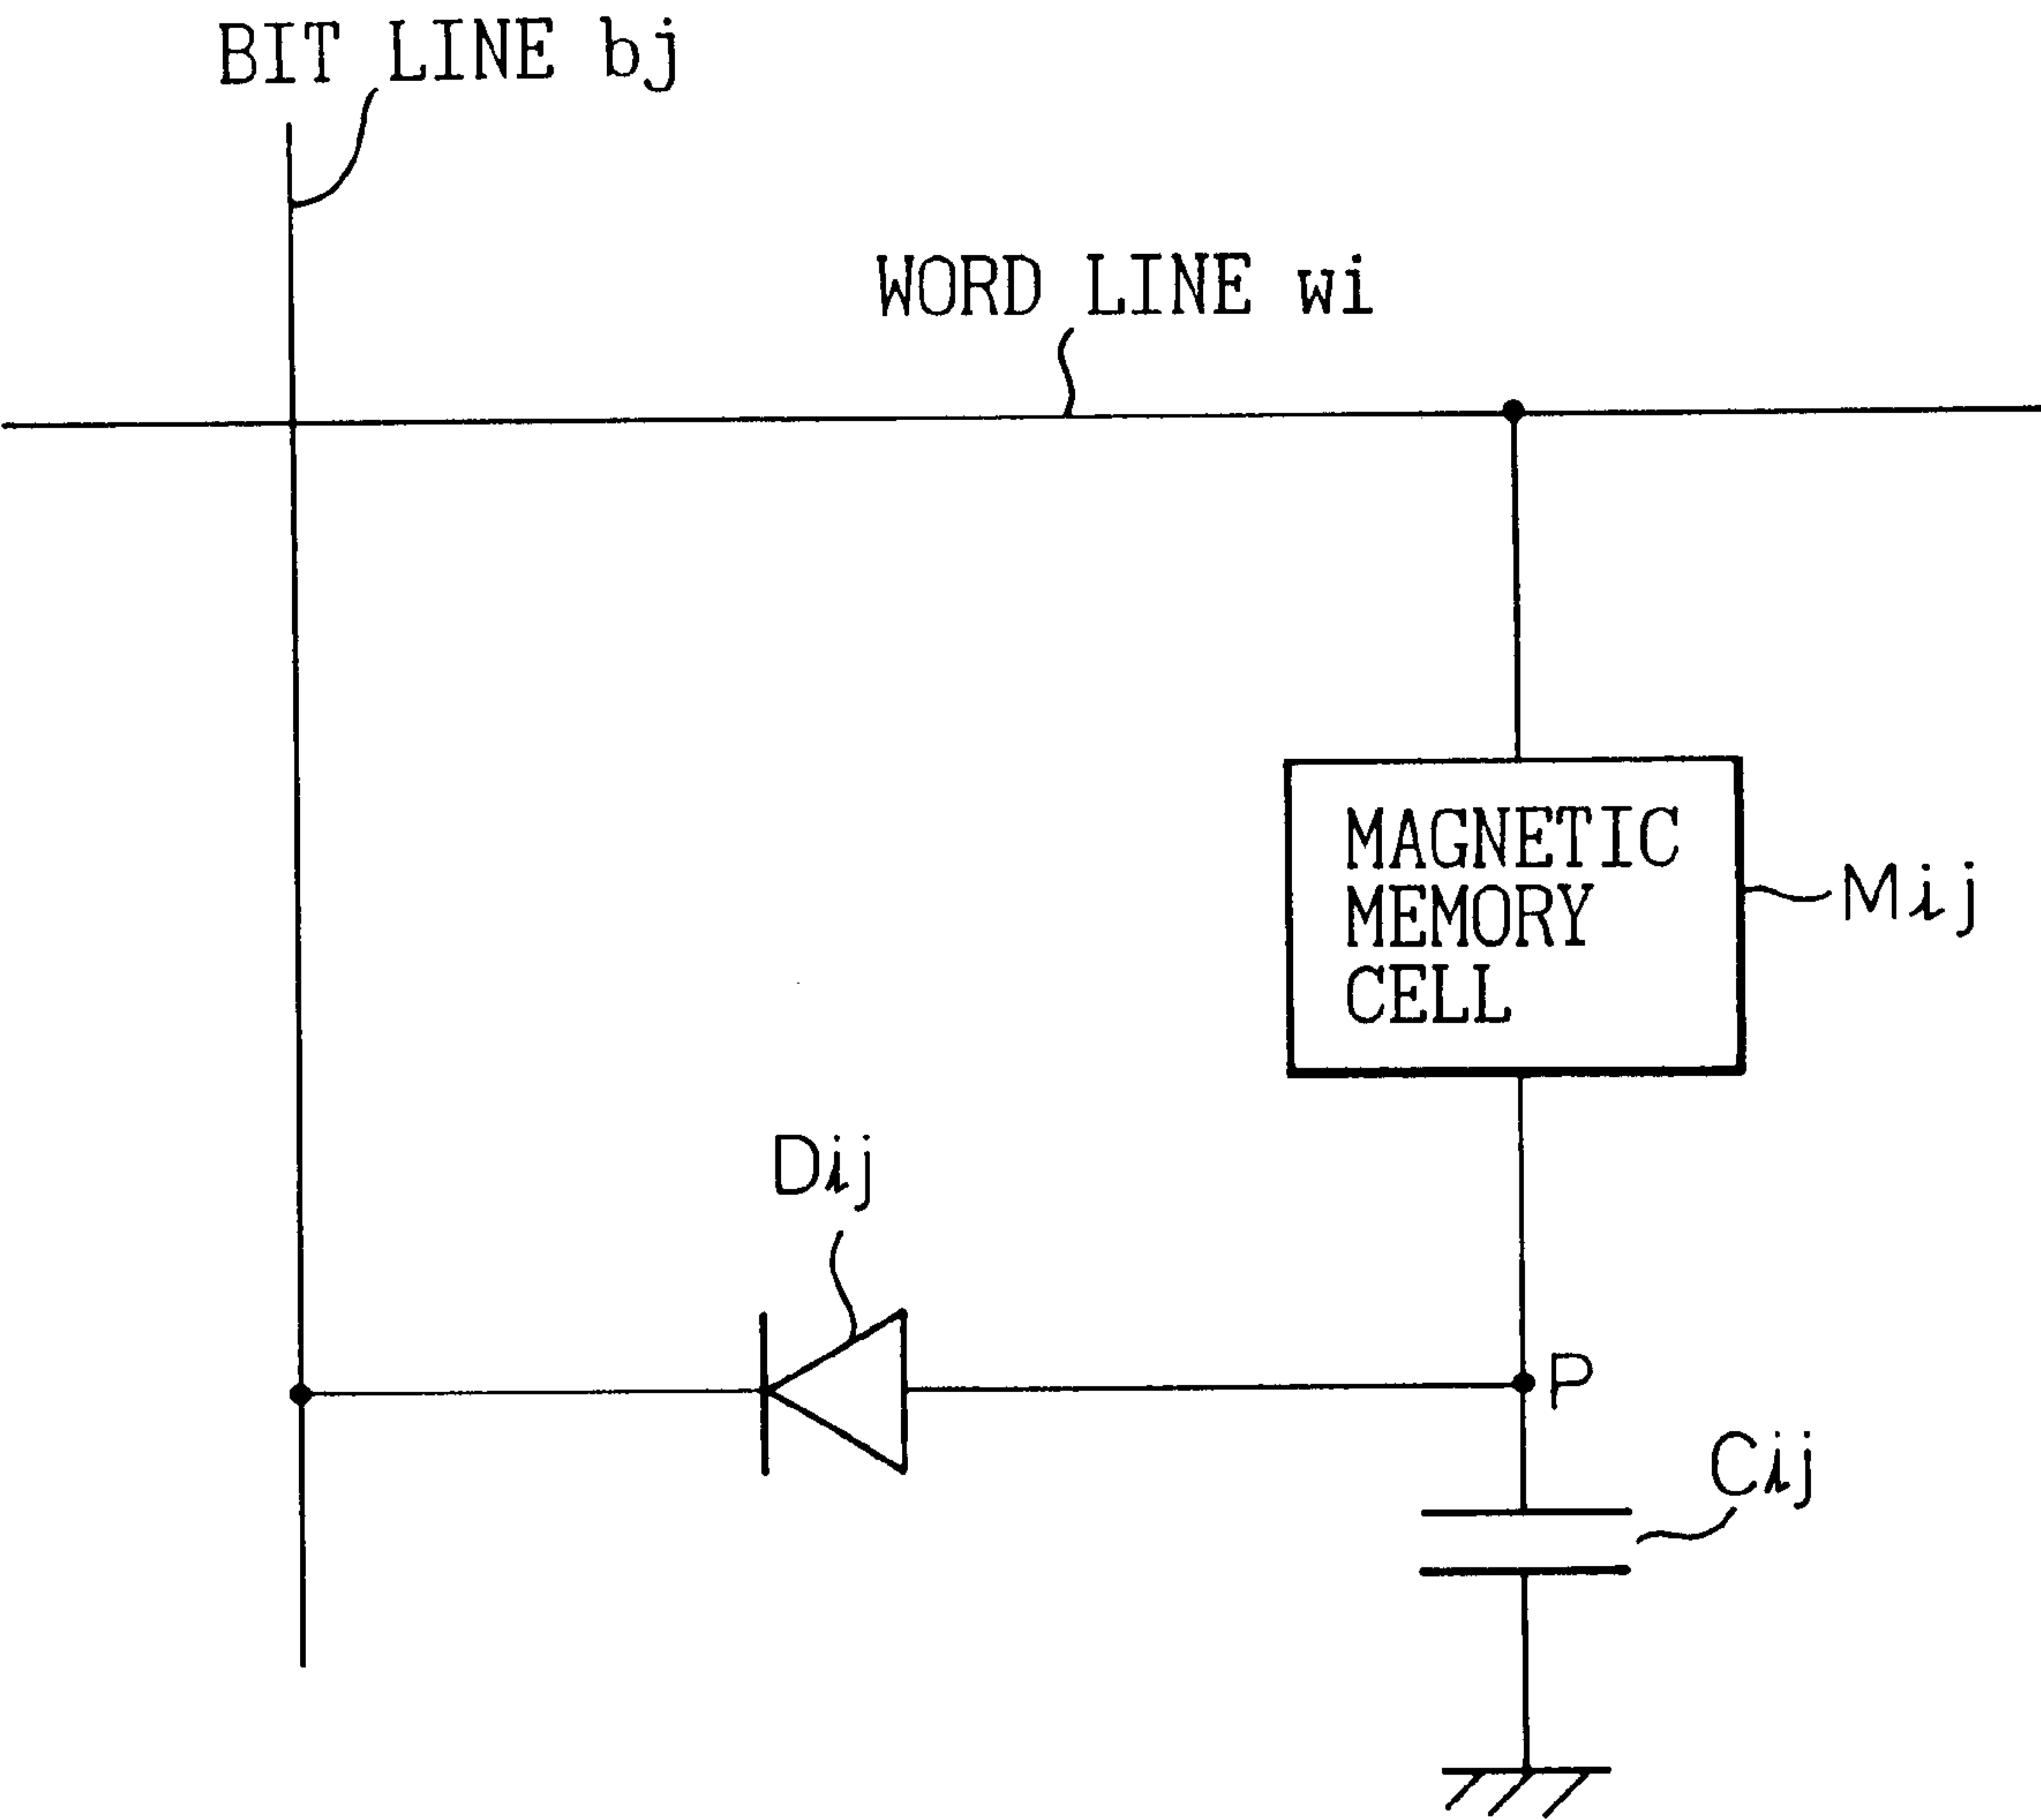 BIT LINE bj
WORD LINE wi
MAGNETIC
MEMORY
CELL
Mij
Dij
P
Cij